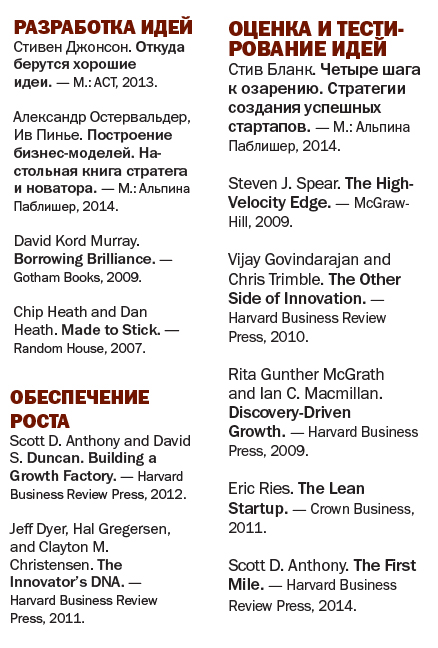 РАЗРАБОТКА ИДЕЙ
Стивен Джонсон. Откуда
берутся хорошие
идеи. — М.: АСТ, 2013.
Александр Остервальдер,
Ив Пинье. Построение
бизнес-моделей. На-
стольная книга стратега
и новатора. — М.: Альпина
Паблишер, 2014.
David Kord Murray.
Borrowing Brilliance. —
Gotham Books, 2009.
Chip Heath and Dan
Heath. Made to Stick. —
Random House, 2007.
ОБЕСПЕЧЕНИЕ
РОСТА
Scott D. Anthony and David
S. Duncan. Building a
Growth Factory. — Harvard
Business Review Press, 2012.
Jeff Dyer, Hal Gregersen,
and Clayton M.
Christensen. The
Innovator’s DNA. —
Harvard Business Review
Press, 2011.
ОЦЕНКА И ТЕСТИ-
РОВАНИЕ ИДЕЙ
Стив Бланк. Четыре шага
к озарению. Стратегии
создания успешных
стартапов. — М.: Альпина
Паблишер, 2014.
Steven J. Spear. The High-
Velocity Edge. — McGraw-
Hill, 2009.
Vijay Govindarajan and
Chris Trimble. The Other
Side of Innovation. —
Harvard Business Review
Press, 2010.
Rita Gunther McGrath
and Ian C. Macmillan.
Discovery-Driven
Growth. — Harvard Business
Press, 2009.
Eric Ries. The Lean
Startup. — Crown Business,
2011.
Scott D. Anthony. The First
Mile. — Harvard Business
Review Press, 2014.